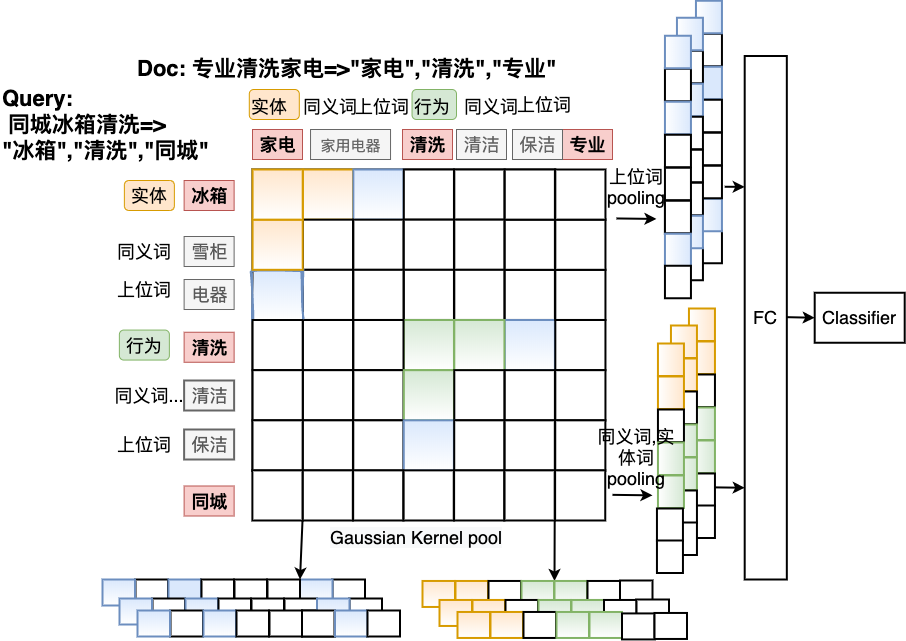 Doc: 专业清洗家电=>"家电","清洗","专业"
Query:
同城冰箱清洗=>
"冰箱","清洗","同城"
实体 同义词上位词 行为 同义词上位词
家电 家用电器 清洗 清洁 保洁 专业
实体 冰箱
同义词 雪柜
上位词 电器
行为 清洗
同义词... 清洁
上位词 保洁
同城
上位词
pooling
同义词,实
体词
pooling
FC
Classifier
Gaussian Kernel pool